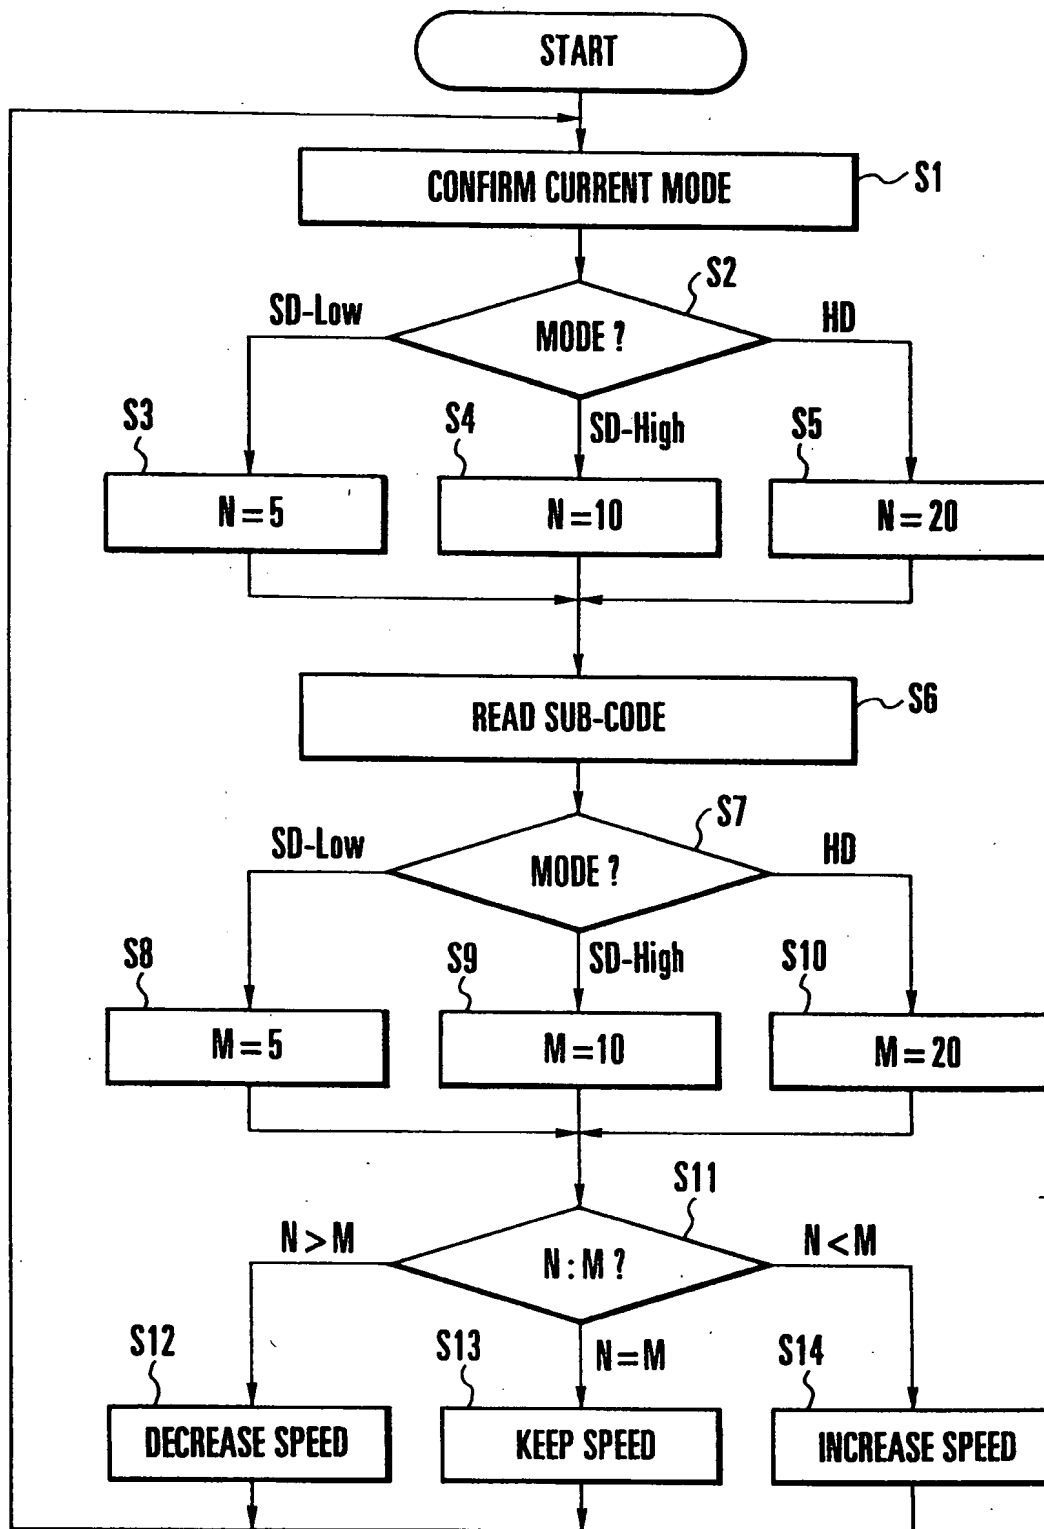 START
CONFIRM CURRENT MODE
S1
S2
SD-Low
MODE ?
HD
S3
S4
SD-High
S5
N=5
N=10
N=20
READ SUB-CODE
S6
S7
SD-Low
MODE ?
HD
S8
S9
SD-High
S10
M=5
M=10
M=20
S11
N>M
N:M ?
N<M
S12
S13
N=M
S14
DECREASE SPEED
KEEP SPEED
INCREASE SPEED